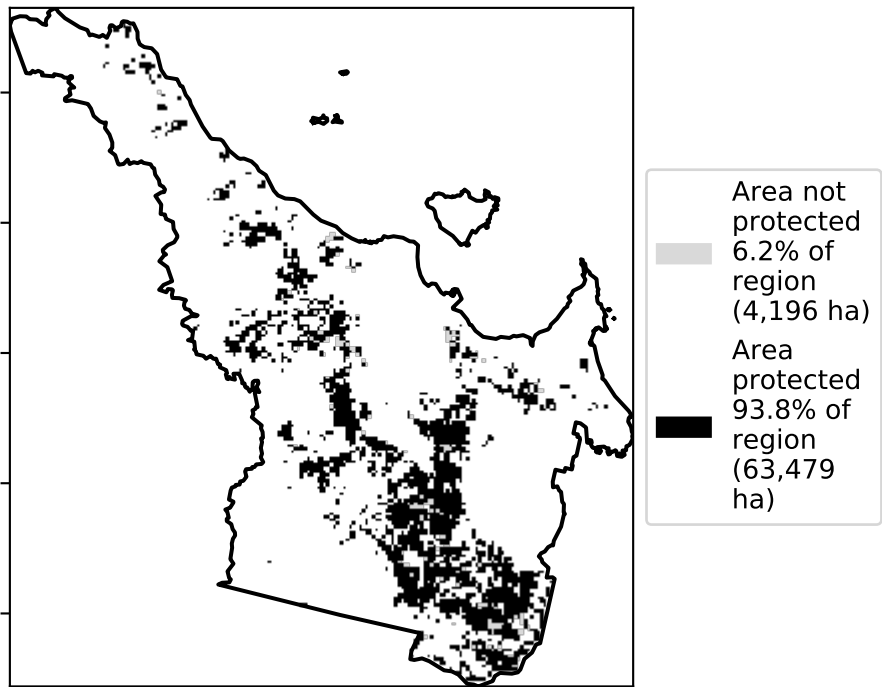 Area not
protected
6.2% of
region
(4,196 ha)
Area
protected
93.8% of
region
(63,479
ha)